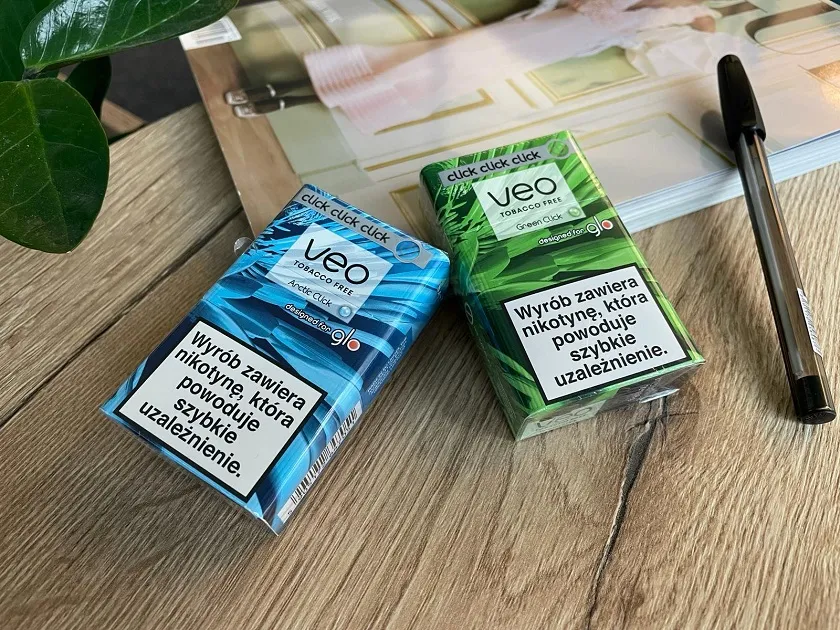 click click click
veo
TOBACCO FREE
Arctic Click
designed for glo
Wyrób zawiera
nikotynę, która
powoduje
szybkie
uzależnienie.
click click click
veo
TOBACCO FREE
Green Click
designed for glo
Wyrób zawiera
nikotynę, która
powoduje
szybkie
uzależnienie.
veo